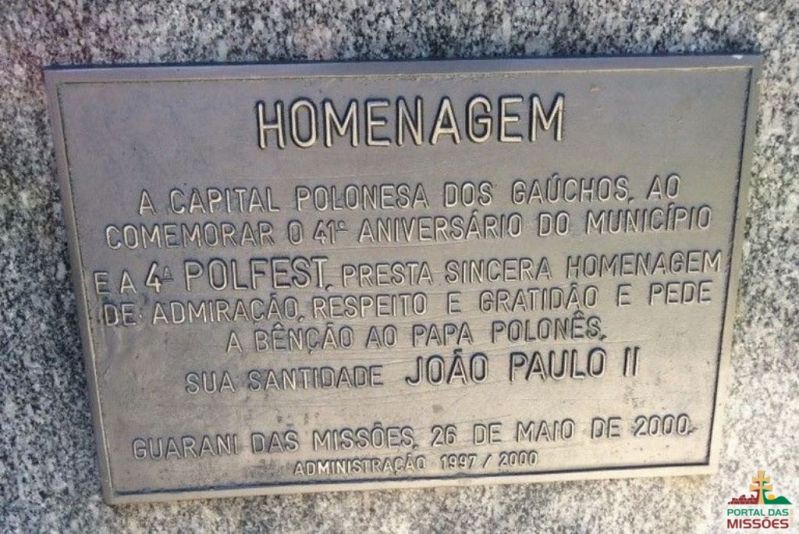 HOMENAGEM
A CAPITAL POLONESA DOS GAÚCHOS, AO
COMEMORAR O 41º ANIVERSÁRIO DO MUNICÍPIO
E A 4ª POLFEST, PRESTA SINCERA HOMENAGEM
DE ADMIRAÇÃO, RESPEITO E GRATIDÃO E PEDE
A BÊNÇÃO AO PAPA POLONÊS,
SUA SANTIDADE JOÃO PAULO II
GUARANI DAS MISSÕES, 26 DE MAIO DE 2000.
ADMINISTRAÇÃO 1997 / 2000
PORTAL DAS
MISSÕES